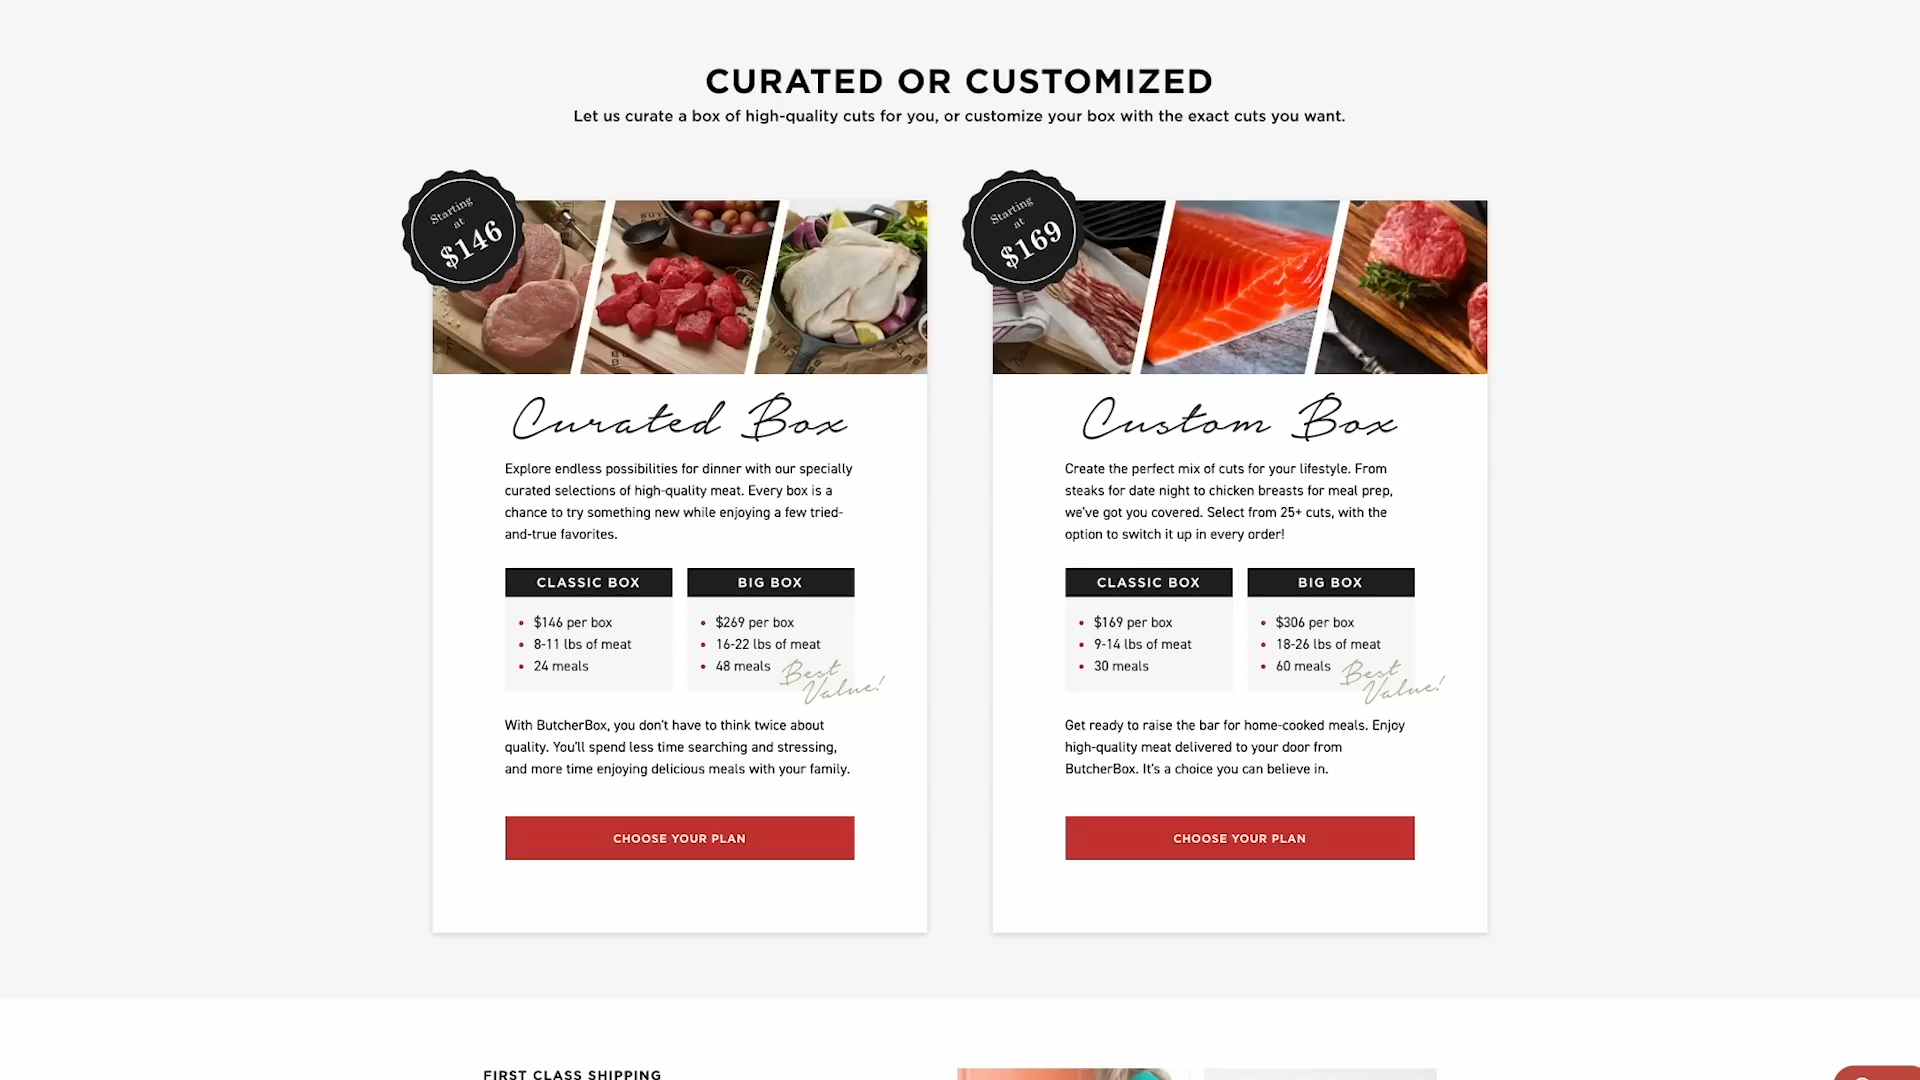 CURATED OR CUSTOMIZED
Let us curate a box of high-quality cuts for you, or customize your box with the exact cuts you want.
Starting
at
$146
Curated Box
Explore endless possibilities for dinner with our specially
curated selections of high-quality meat. Every box is a
chance to try something new while enjoying a few tried-
and-true favorites.
CLASSIC BOX
• $146 per box
• 8-11 lbs of meat
• 24 meals
BIG BOX
• $269 per box
• 16-22 lbs of meat
• 48 meals
Best
Value!
With ButcherBox, you don't have to think twice about
quality. You'll spend less time searching and stressing,
and more time enjoying delicious meals with your family.
CHOOSE YOUR PLAN
Starting
at
$169
Custom Box
Create the perfect mix of cuts for your lifestyle. From
steaks for date night to chicken breasts for meal prep,
we've got you covered. Select from 25+ cuts, with the
option to switch it up in every order!
CLASSIC BOX
• $169 per box
• 9-14 lbs of meat
• 30 meals
BIG BOX
• $306 per box
• 18-26 lbs of meat
• 60 meals
Best
Value!
Get ready to raise the bar for home-cooked meals. Enjoy
high-quality meat delivered to your door from
ButcherBox. It's a choice you can believe in.
CHOOSE YOUR PLAN
FIRST CLASS SHIPPING